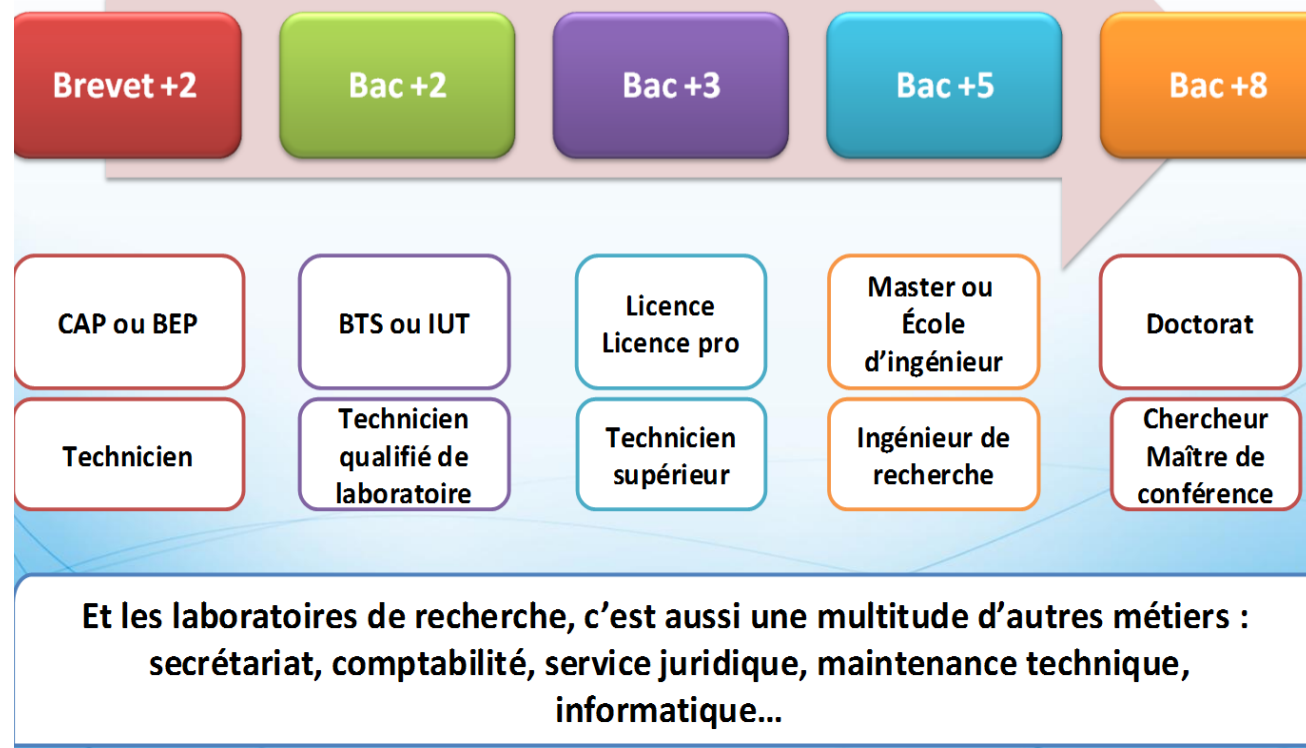 Brevet +2
Bac +2
Bac +3
Bac +5
Bac +8
CAP ou BEP
BTS ou IUT
Licence
Licence pro
Master ou
École
d’ingénieur
Doctorat
Technicien
Technicien
qualifié de
laboratoire
Technicien
supérieur
Ingénieur de
recherche
Chercheur
Maître de
conférence
Et les laboratoires de recherche, c’est aussi une multitude d’autres métiers :
secrétariat, comptabilité, service juridique, maintenance technique,
informatique…